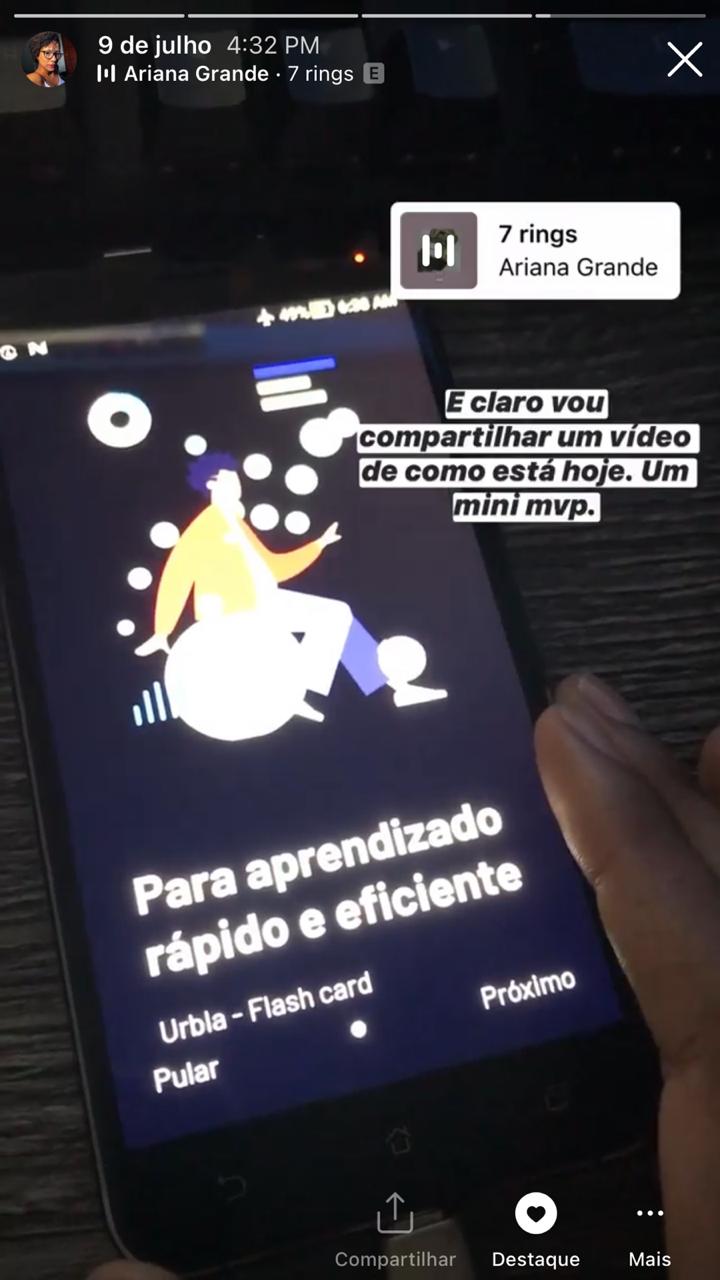 9 de julho 4:32 PM
Ariana Grande · 7 rings E
7 rings
Ariana Grande
49% 6:38 AM
E claro vou
compartilhar um vídeo
de como está hoje. Um
mini mvp.
Para aprendizado
rápido e eficiente
Urbla - Flash card
Próximo
Pular
Compartilhar
Destaque
Mais